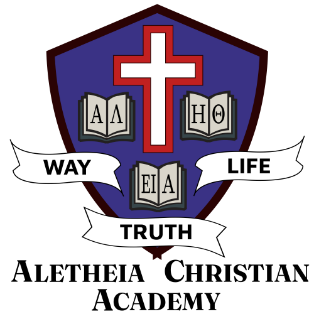 ΑΛ ΗΘ
ΕΙΑ
WAY LIFE
TRUTH
ALETHEIA CHRISTIAN
ACADEMY